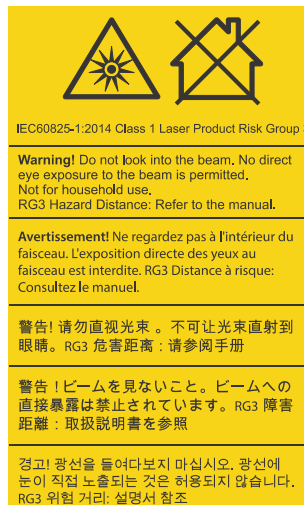 IEC60825-1:2014 Class 1 Laser Product Risk Group
Warning! Do not look into the beam. No direct
eye exposure to the beam is permitted.
Not for household use.
RG3 Hazard Distance: Refer to the manual.
Avertissement! Ne regardez pas à l'intérieur du
faisceau. L'exposition directe des yeux au
faisceau est interdite. RG3 Distance à risque:
Consultez le manuel.
警告! 请勿直视光束 。不可让光束直射到
眼睛。RG3 危害距离 : 请参阅手册
警告 ! ビームを見ないこと。ビームへの
直接暴露は禁止されています。RG3 障害
距離 : 取扱説明書を参照
경고! 광선을 들여다보지 마십시오. 광선에
눈이 직접 노출되는 것은 허용되지 않습니다.
RG3 위험 거리: 설명서 참조